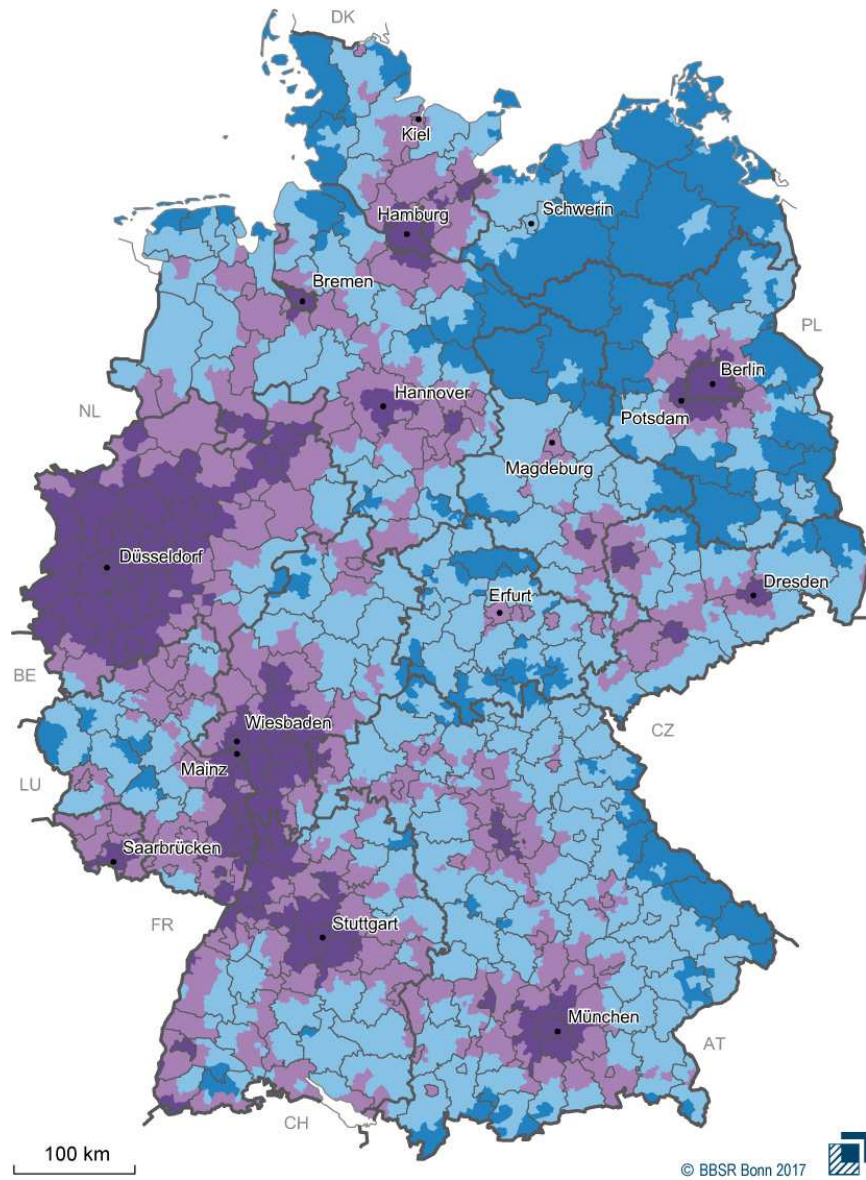 DK
Kiel
Hamburg
Schwerin
Bremen
PL
Berlin
Hannover
Potsdam
NL
Magdeburg
Düsseldorf
Dresden
Erfurt
BE
Wiesbaden
CZ
Mainz
LU
Saarbrücken
FR
Stuttgart
München
AT
CH
100 km
© BBSR Bonn 2017